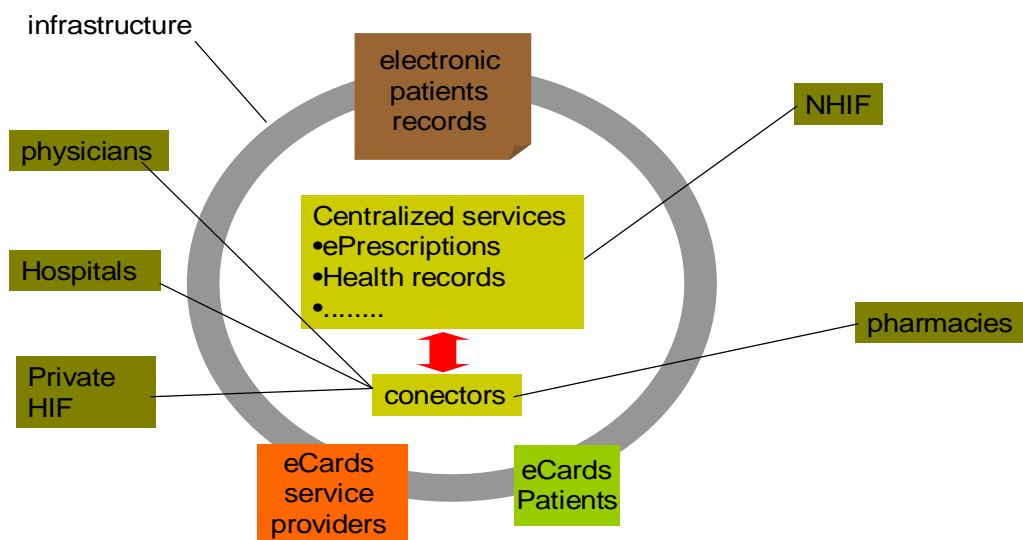 infrastructure
electronic
patients
records
NHIF
physicians
Centralized services
•ePrescriptions
•Health records
•........
Hospitals
pharmacies
Private
HIF
conectors
eCards
service
providers
eCards
Patients